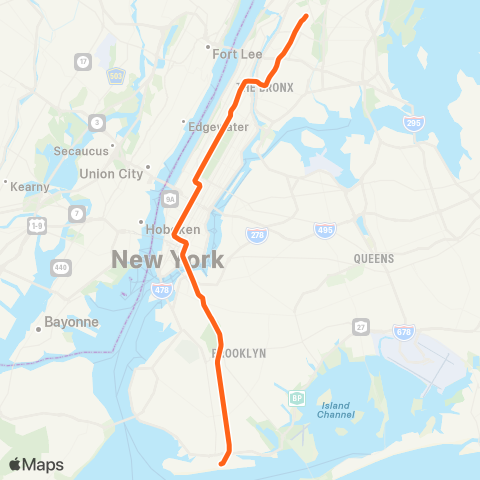 Fort Lee
17
503
THE BRONX
3
Edgewater
295
Secaucus
Union City
Kearny
9A
7
1-9
Hoboken
278
495
New York
QUEENS
440
478
Bayonne
27
678
BROOKLYN
BP
Island
Channel
Maps